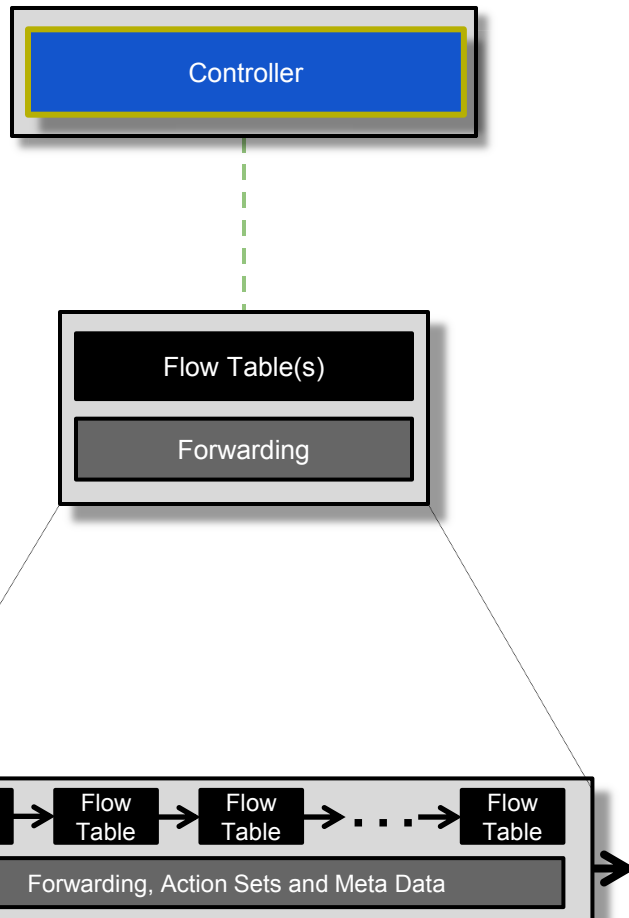 Controller
Flow Table(s)
Forwarding
Flow Table
Flow Table
. . .
Flow Table
Forwarding, Action Sets and Meta Data